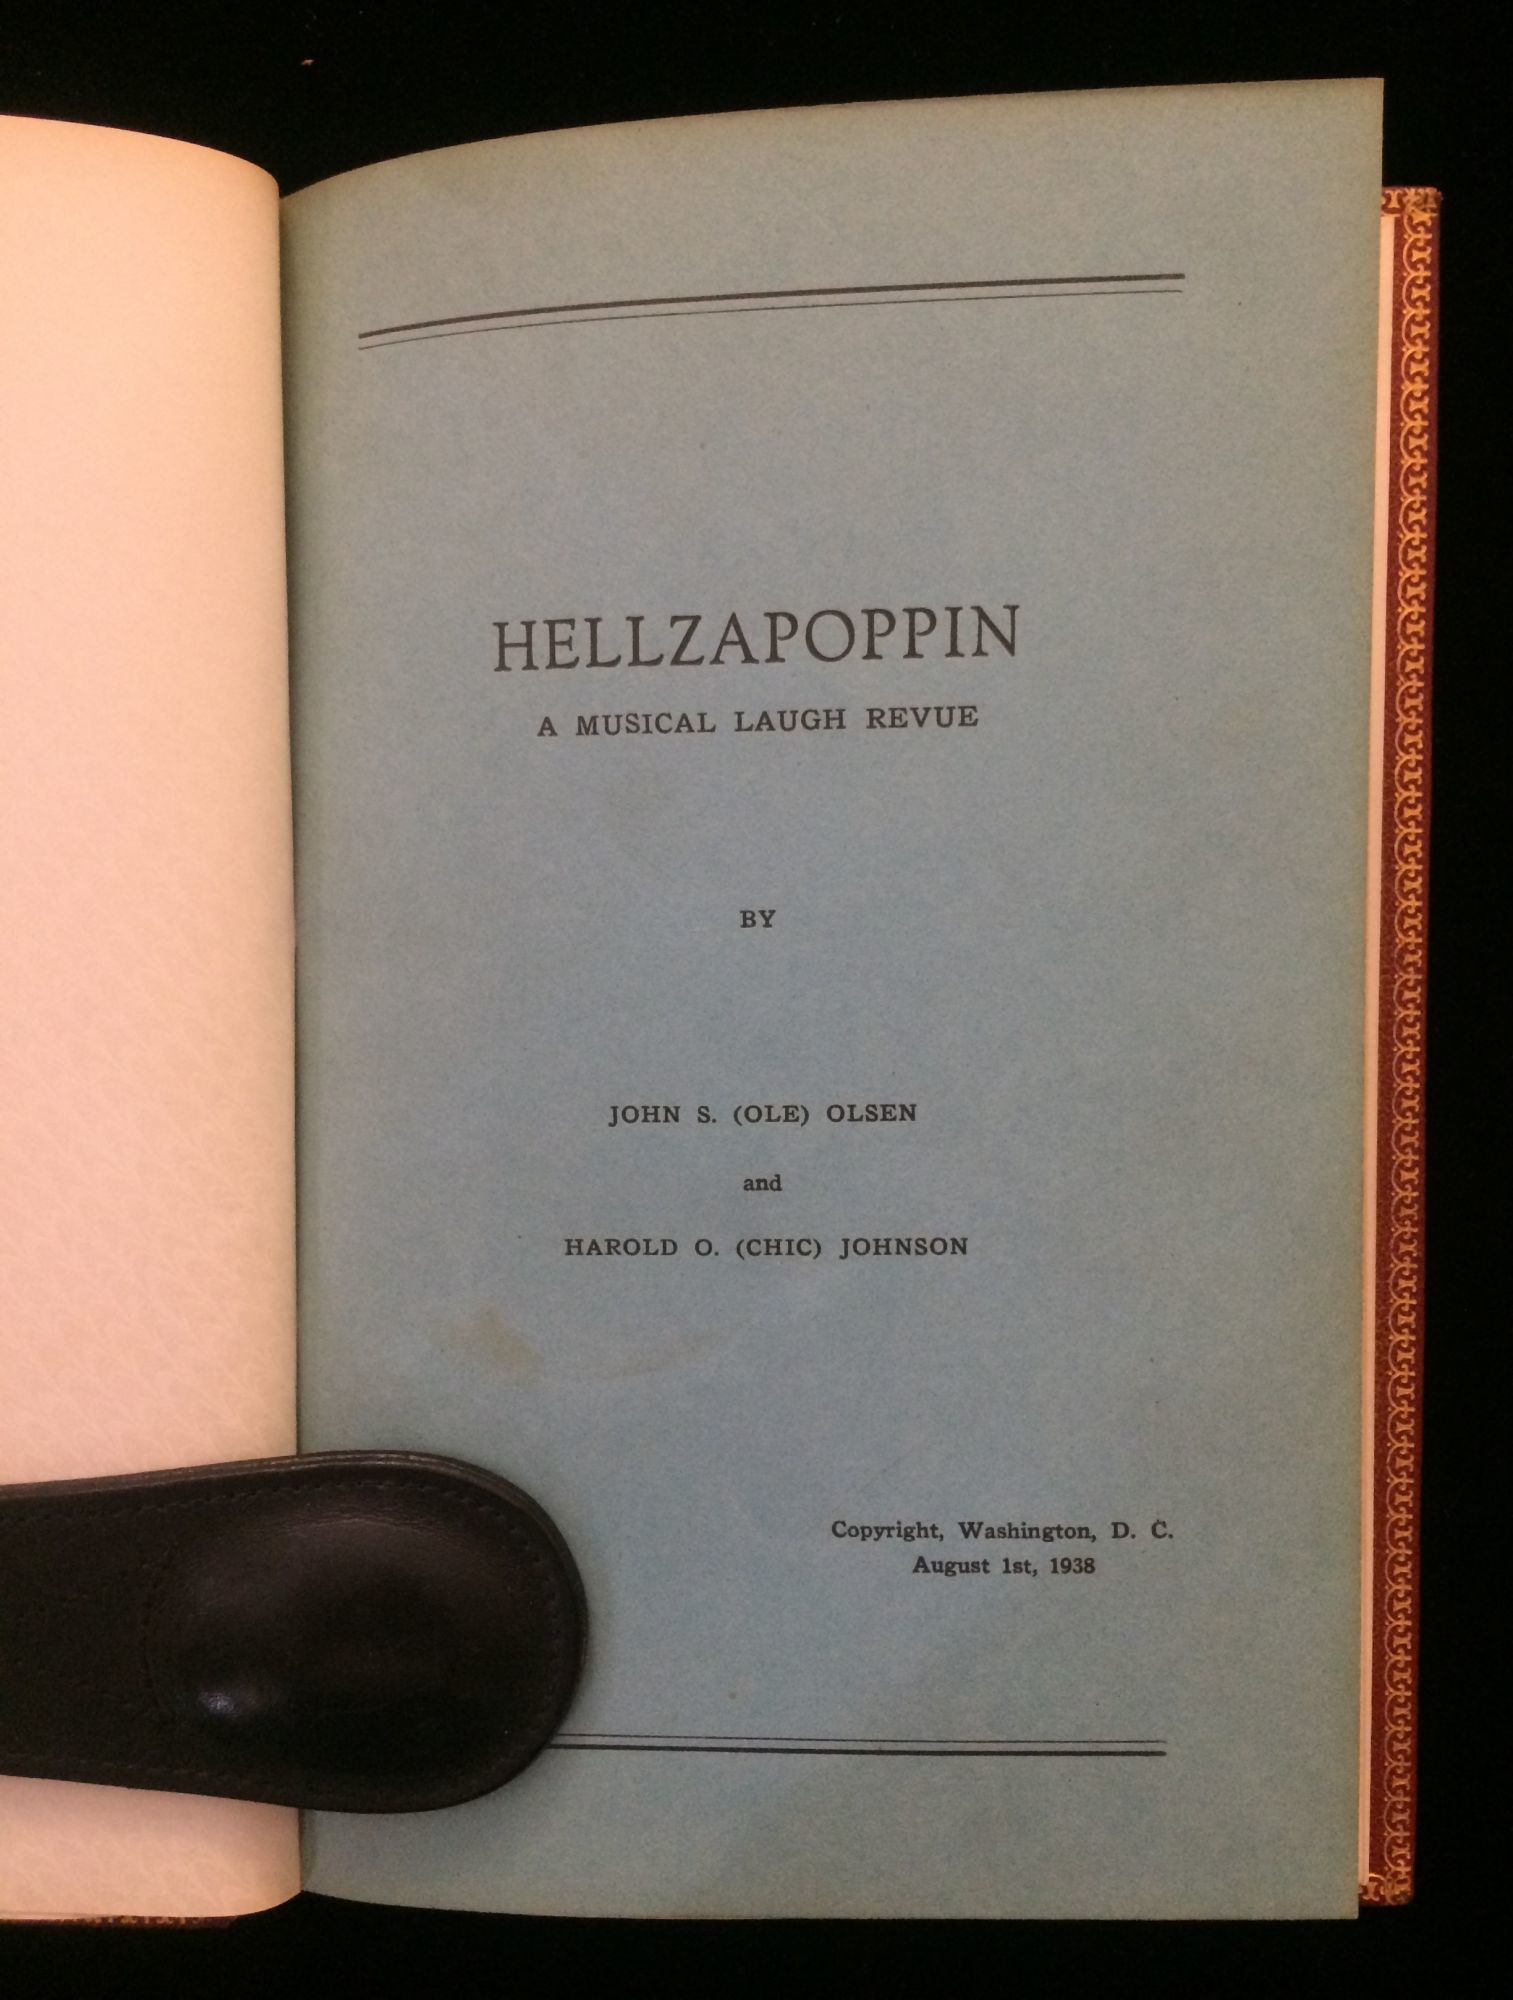 HELLZAPOPPIN
A MUSICAL LAUGH REVUE
BY
JOHN S. (OLE) OLSEN
and
HAROLD O. (CHIC) JOHNSON
Copyright, Washington, D. C.
August 1st, 1938